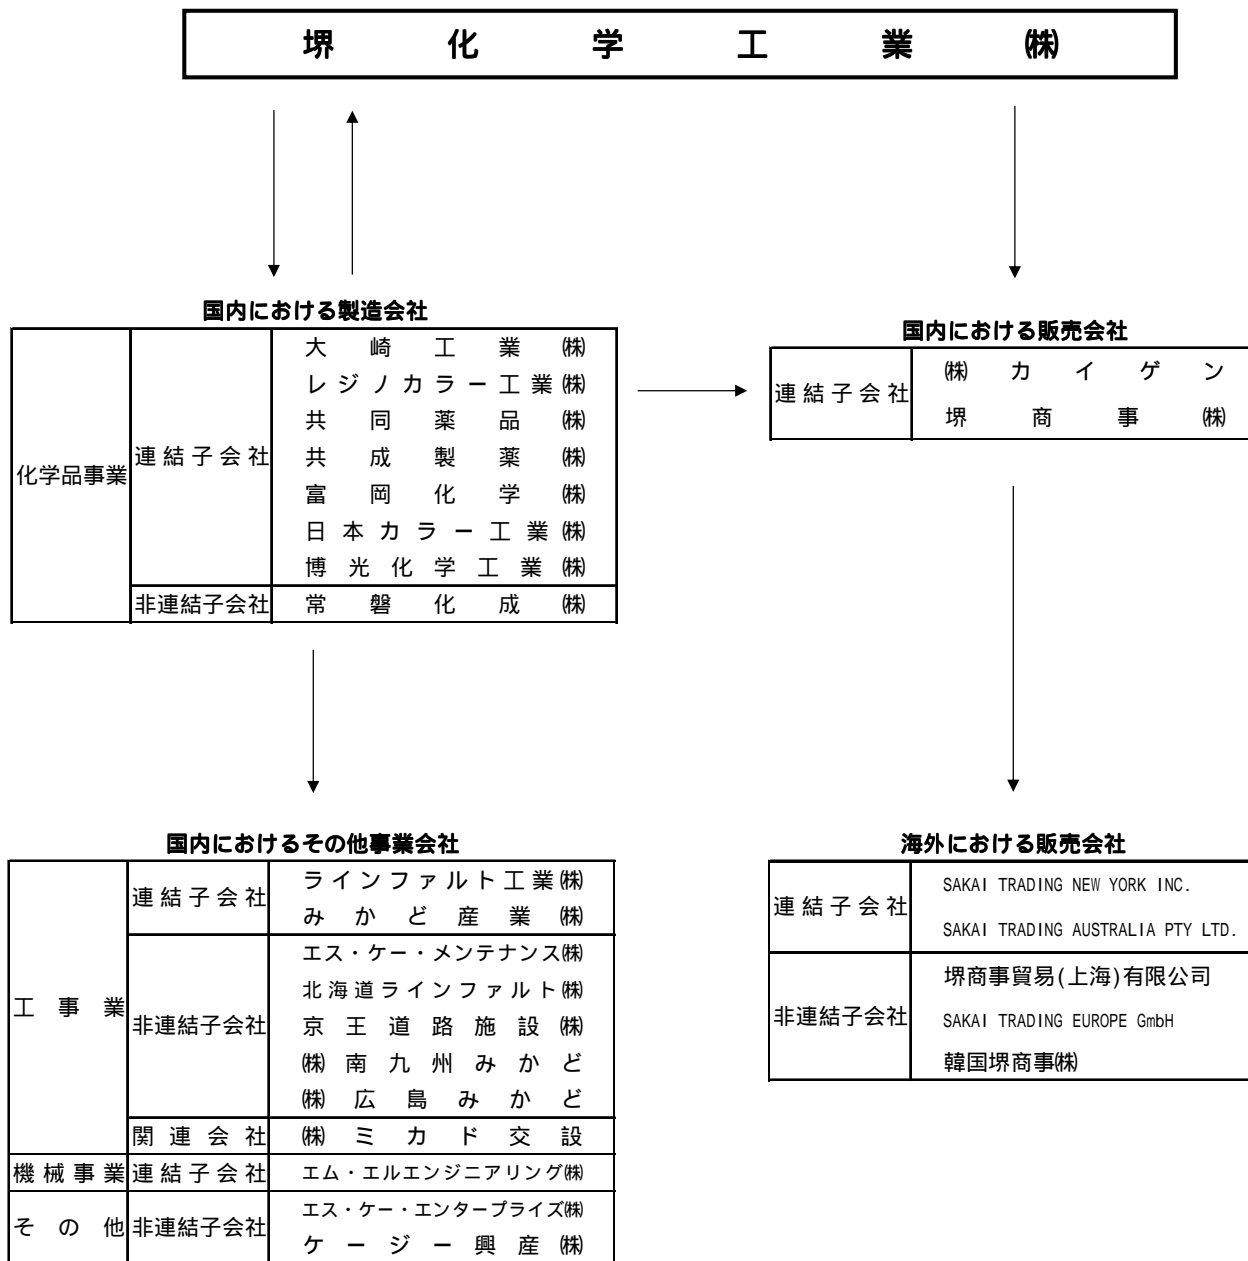 堺化学工業㈱
国内における製造会社
化学品事業
連結子会社
大崎工業㈱
レジノカラー工業㈱
共同薬品㈱
共成製薬㈱
富岡化学㈱
日本カラー工業㈱
博光化学工業㈱
非連結子会社
常磐化成㈱
国内における販売会社
連結子会社
㈱カイゲン
堺商事㈱
国内におけるその他事業会社
工事業
連結子会社
ラインファルト工業㈱
みかど産業㈱
非連結子会社
エス・ケー・メンテナンス㈱
北海道ラインファルト㈱
京王道路施設㈱
㈱南九州みかど
㈱広島みかど
関連会社
㈱ミカド交設
機械事業
連結子会社
エム・エルエンジニアリング㈱
その他
非連結子会社
エス・ケー・エンタープライズ㈱
ケージー興産㈱
海外における販売会社
連結子会社
SAKAI TRADING NEW YORK INC.
SAKAI TRADING AUSTRALIA PTY LTD.
非連結子会社
堺商事貿易(上海)有限公司
SAKAI TRADING EUROPE GmbH
韓国堺商事㈱